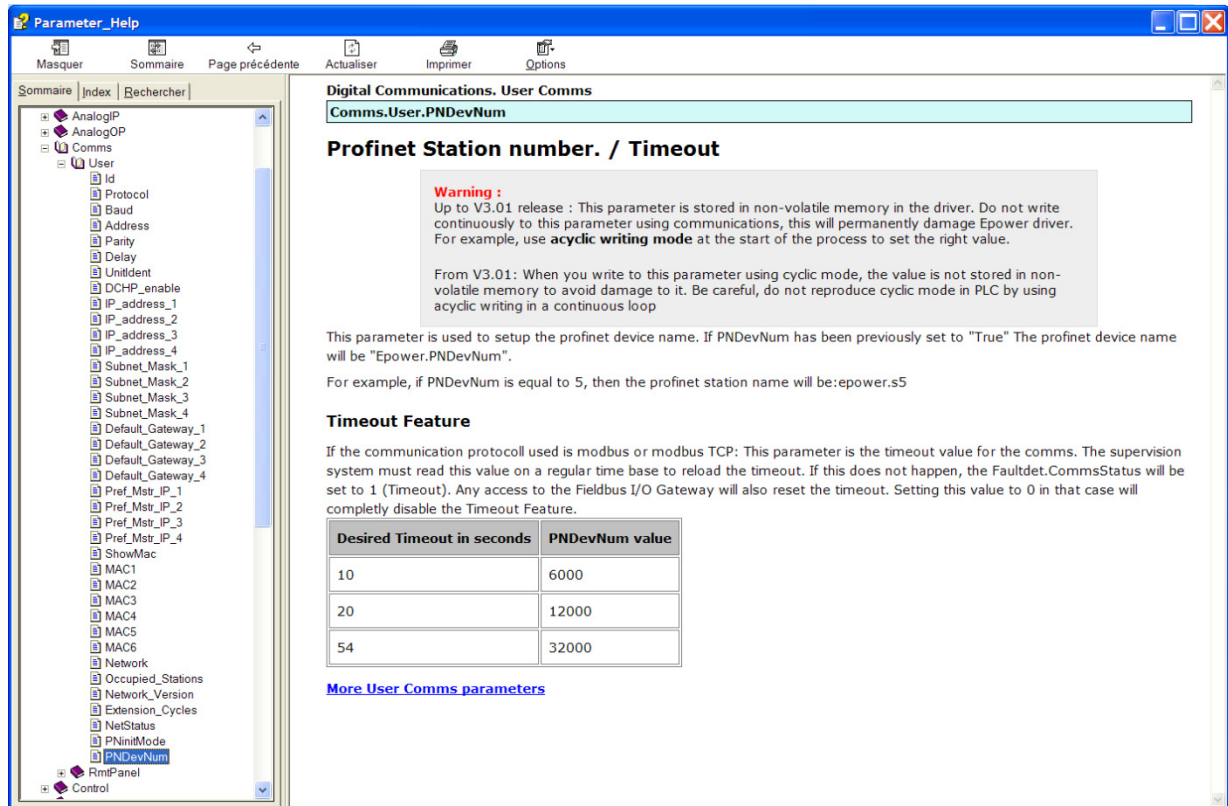 Parameter_Help
Masquer Sommaire Page précédente Actualiser Imprimer Options
Sommaire Index Rechercher
AnalogIP
AnalogOP
Comms
User
Id
Protocol
Baud
Address
Parity
Delay
UnitIdent
DCHP_enable
IP_address_1
IP_address_2
IP_address_3
IP_address_4
Subnet_Mask_1
Subnet_Mask_2
Subnet_Mask_3
Subnet_Mask_4
Default_Gateway_1
Default_Gateway_2
Default_Gateway_3
Default_Gateway_4
Pref_Mstr_IP_1
Pref_Mstr_IP_2
Pref_Mstr_IP_3
Pref_Mstr_IP_4
ShowMac
MAC1
MAC2
MAC3
MAC4
MAC5
MAC6
Network
Occupied_Stations
Network_Version
Extension_Cycles
NetStatus
PNinitMode
PNDevNum
RmtPanel
Control
Digital Communications. User Comms
Comms.User.PNDevNum
Profinet Station number. / Timeout
Warning :
Up to V3.01 release : This parameter is stored in non-volatile memory in the driver. Do not write
continuously to this parameter using communications, this will permanently damage Epower driver.
For example, use acyclic writing mode at the start of the process to set the right value.
From V3.01: When you write to this parameter using cyclic mode, the value is not stored in non-
volatile memory to avoid damage to it. Be careful, do not reproduce cyclic mode in PLC by using
acyclic writing in a continuous loop
This parameter is used to setup the profinet device name. If PNDevNum has been previously set to "True" The profinet device name
will be "Epower.PNDevNum".
For example, if PNDevNum is equal to 5, then the profinet station name will be:epower.s5
Timeout Feature
If the communication protocoll used is modbus or modbus TCP: This parameter is the timeout value for the comms. The supervision
system must read this value on a regular time base to reload the timeout. If this does not happen, the Faultdet.CommsStatus will be
set to 1 (Timeout). Any access to the Fieldbus I/O Gateway will also reset the timeout. Setting this value to 0 in that case will
completly disable the Timeout Feature.
Desired Timeout in seconds PNDevNum value
10 6000
20 12000
54 32000
More User Comms parameters